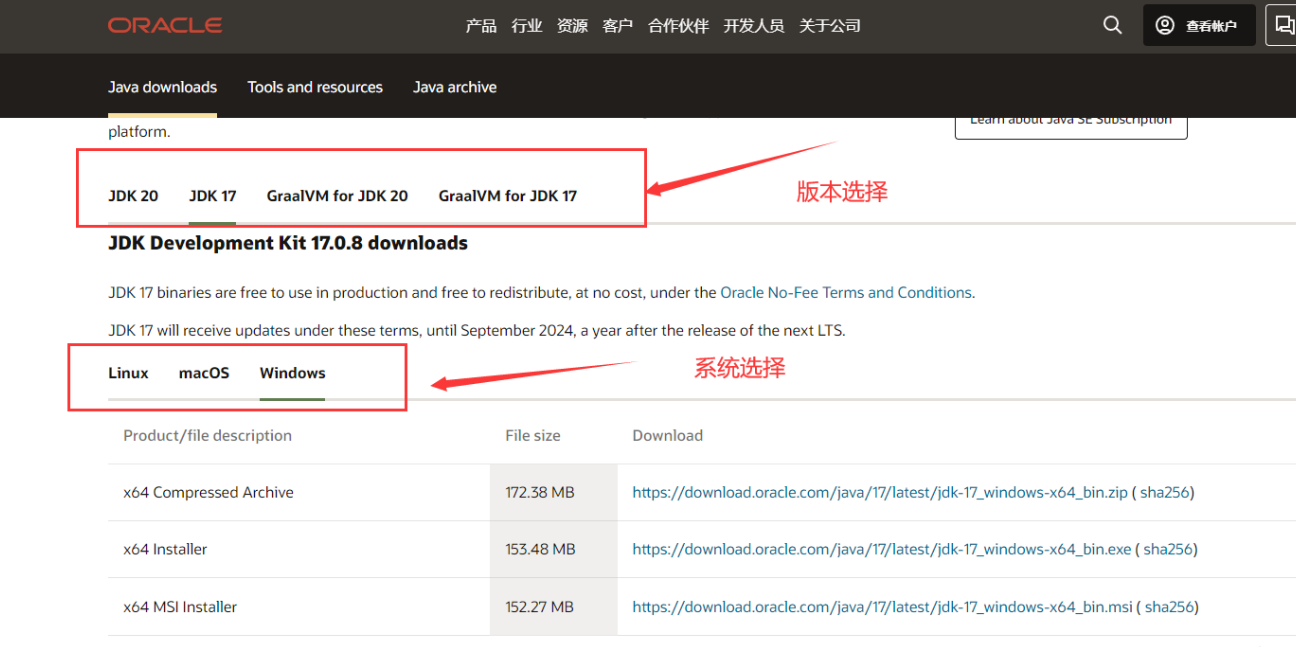 ORACLE 产品 行业 资源 客户 合作伙伴 开发人员 关于公司 查看帐户
Java downloads Tools and resources Java archive
Learn about Java SE Subscription
platform.
JDK 20 JDK 17 GraalVM for JDK 20 GraalVM for JDK 17
版本选择
JDK Development Kit 17.0.8 downloads
JDK 17 binaries are free to use in production and free to redistribute, at no cost, under the Oracle No-Fee Terms and Conditions.
JDK 17 will receive updates under these terms, until September 2024, a year after the release of the next LTS.
系统选择
Linux macOS Windows
Product/file description File size Download
x64 Compressed Archive 172.38 MB https://download.oracle.com/java/17/latest/jdk-17_windows-x64_bin.zip ( sha256)
x64 Installer 153.48 MB https://download.oracle.com/java/17/latest/jdk-17_windows-x64_bin.exe ( sha256)
x64 MSI Installer 152.27 MB https://download.oracle.com/java/17/latest/jdk-17_windows-x64_bin.msi ( sha256)